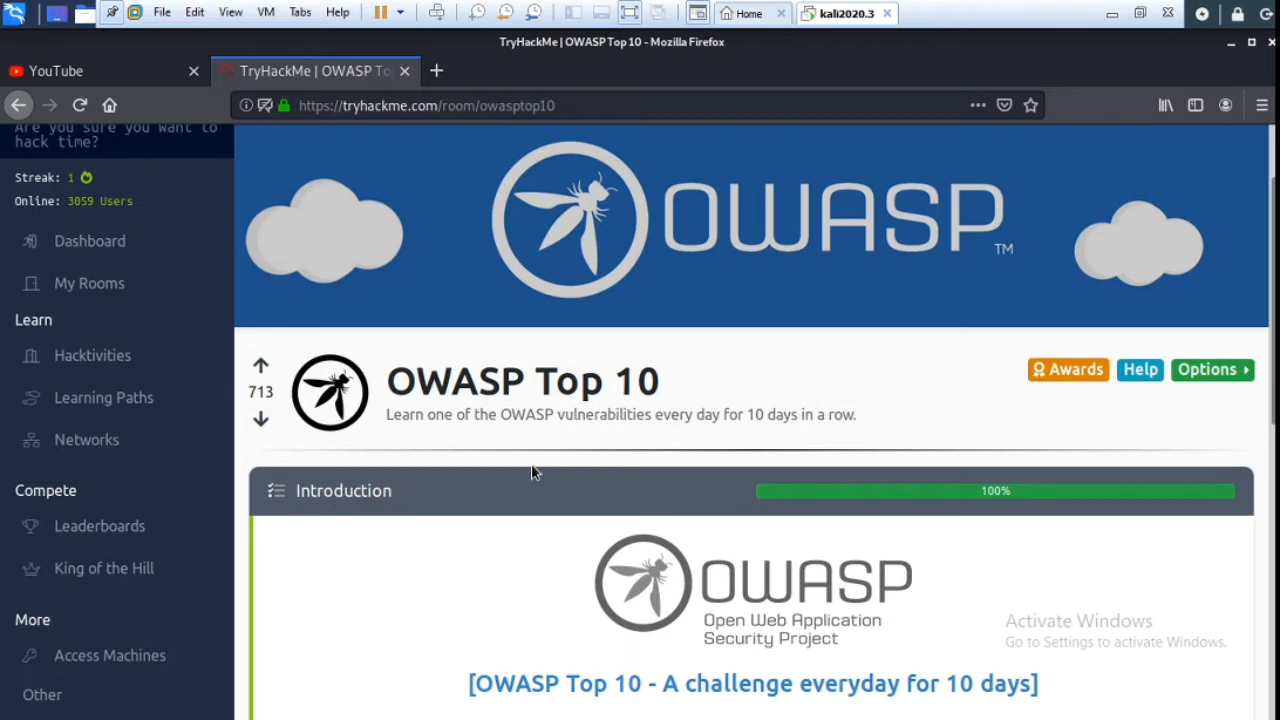 File Edit View VM Tabs Help Home kali2020.3
TryHackMe | OWASP Top 10 - Mozilla Firefox
YouTube TryHackMe | OWASP To
https://tryhackme.com/room/owasptop10
Are you sure you want to
hack time?
Streak: 1
Online: 3059 Users
Dashboard
My Rooms
Learn
Hacktivities
Learning Paths
Networks
Compete
Leaderboards
King of the Hill
More
Access Machines
Other
OWASP TM
713
OWASP Top 10
Learn one of the OWASP vulnerabilities every day for 10 days in a row.
Awards Help Options
Introduction 100%
OWASP
Open Web Application
Security Project
[OWASP Top 10 - A challenge everyday for 10 days]
Activate Windows
Go to Settings to activate Windows.